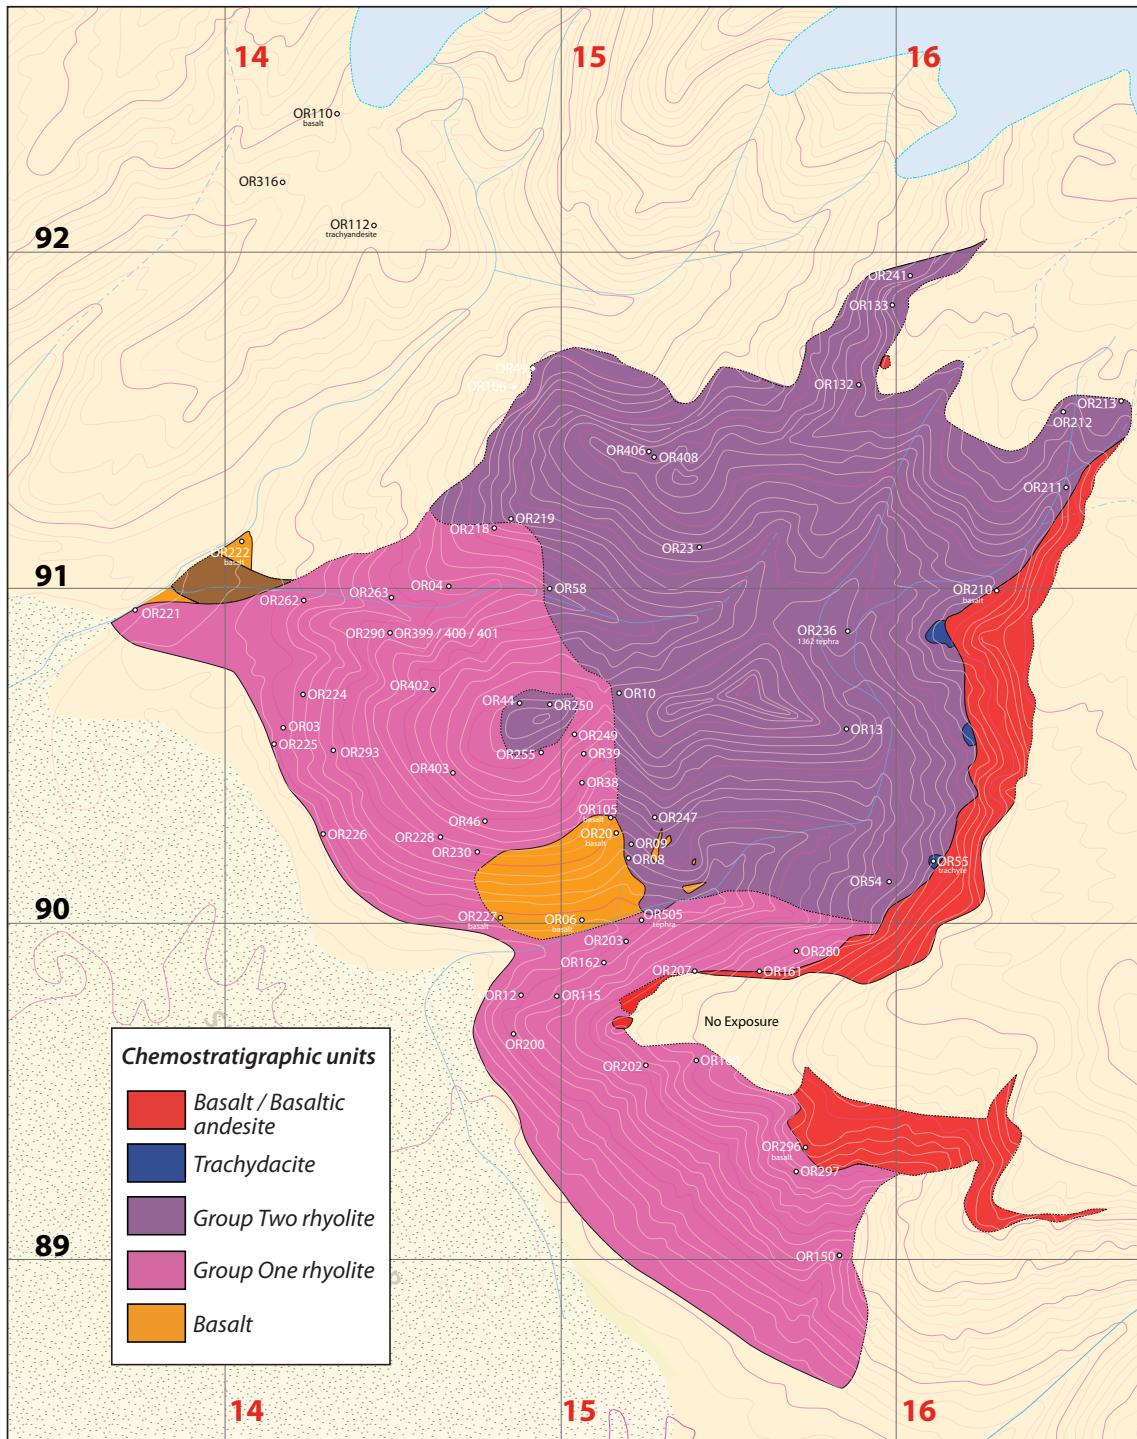 14
15
16
OR110
basalt
OR316
OR112
trachyandesite
92
OR241
OR133
OR49
OR106
OR132
OR213
OR212
OR406
OR408
OR211
OR219
OR218
OR23
OR222
basalt
91
OR04
OR58
OR263
OR262
OR210
basalt
OR221
OR290
OR399 / 400 / 401
OR236
1362 tephra
OR402
OR224
OR44
OR250
OR10
OR03
OR225
OR293
OR249
OR13
OR255
OR39
OR403
OR38
OR105
basalt
OR247
OR46
OR20
basalt
OR226
OR228
OR09
OR230
OR08
OR55
trachyte
OR54
90
OR227
basalt
OR06
basalt
OR505
tephra
OR203
OR280
OR162
OR207
OR161
OR12
OR115
No Exposure
OR200
OR202
OR160
Chemostratigraphic units
Basalt / Basaltic
andesite
Trachydacite
Group Two rhyolite
Group One rhyolite
Basalt
OR296
basalt
OR297
89
OR150
14
15
16